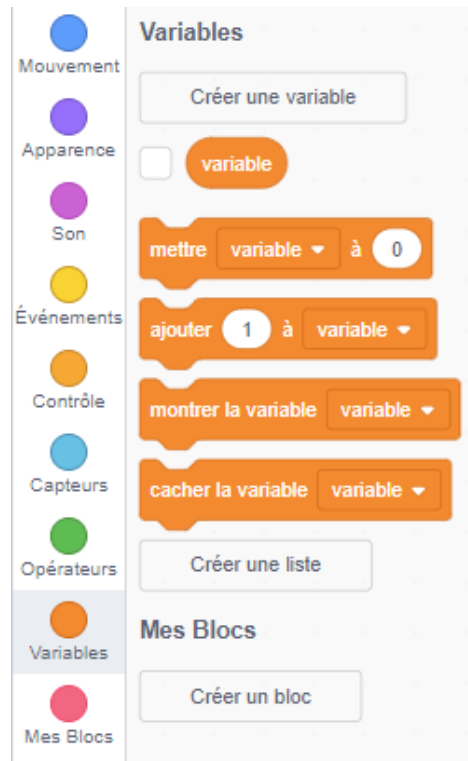 Mouvement
Apparence
Son
Événements
Contrôle
Capteurs
Opérateurs
Variables
Mes Blocs
Variables
Créer une variable
variable
mettre variable à 0
ajouter 1 à variable
montrer la variable variable
cacher la variable variable
Créer une liste
Mes Blocs
Créer un bloc